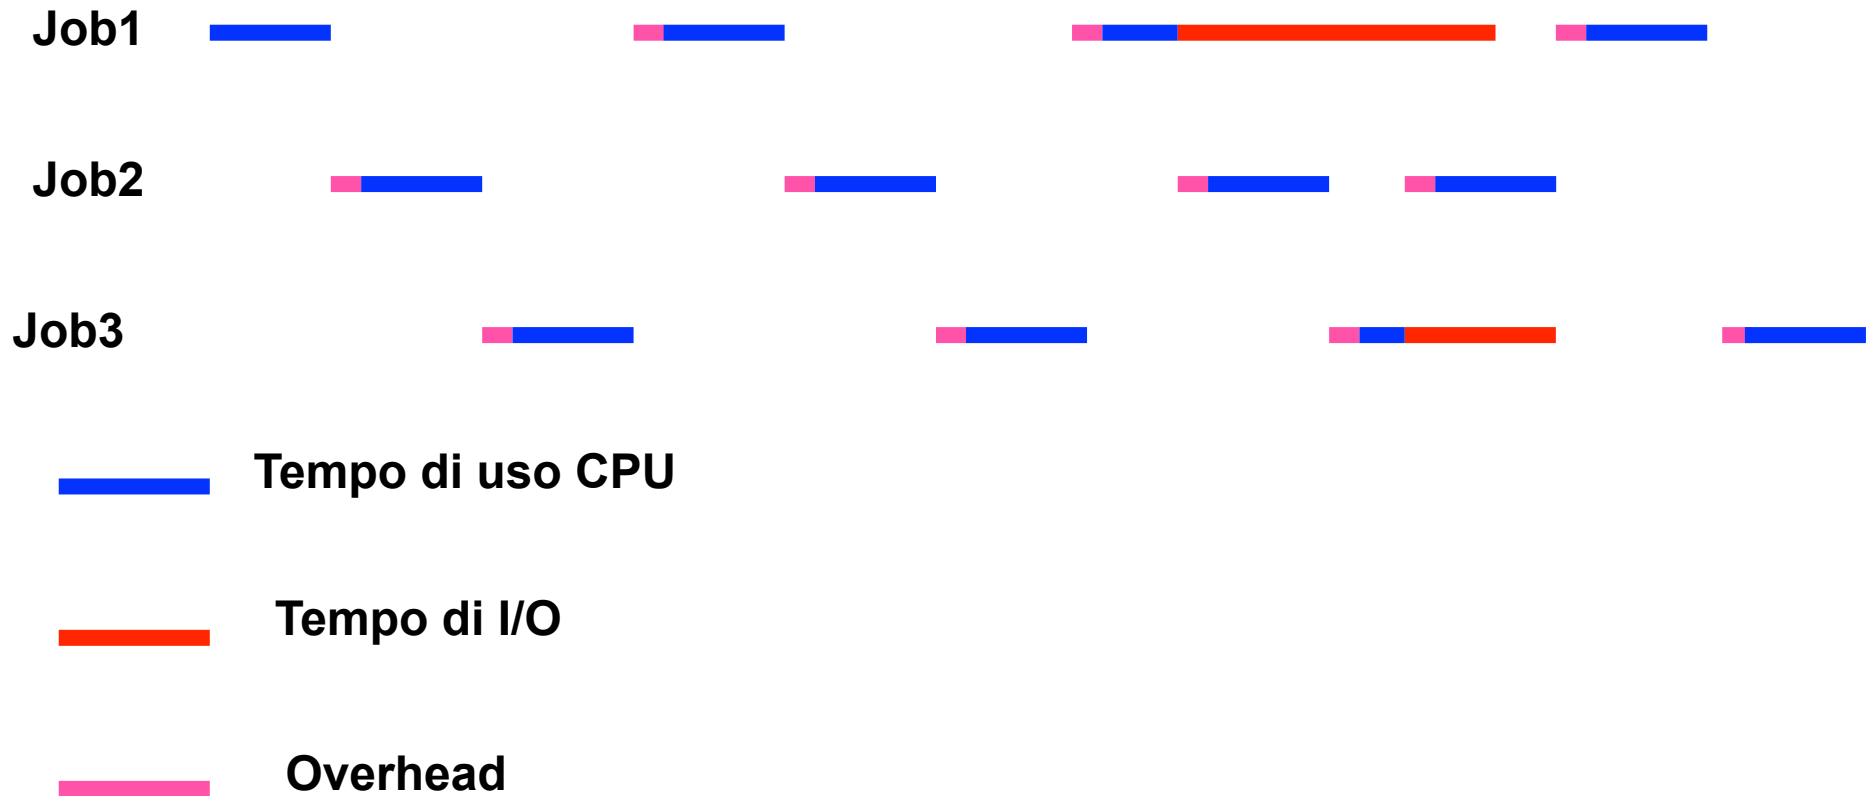 Job1
Job2
Job3
Tempo di uso CPU
Tempo di I/O
Overhead